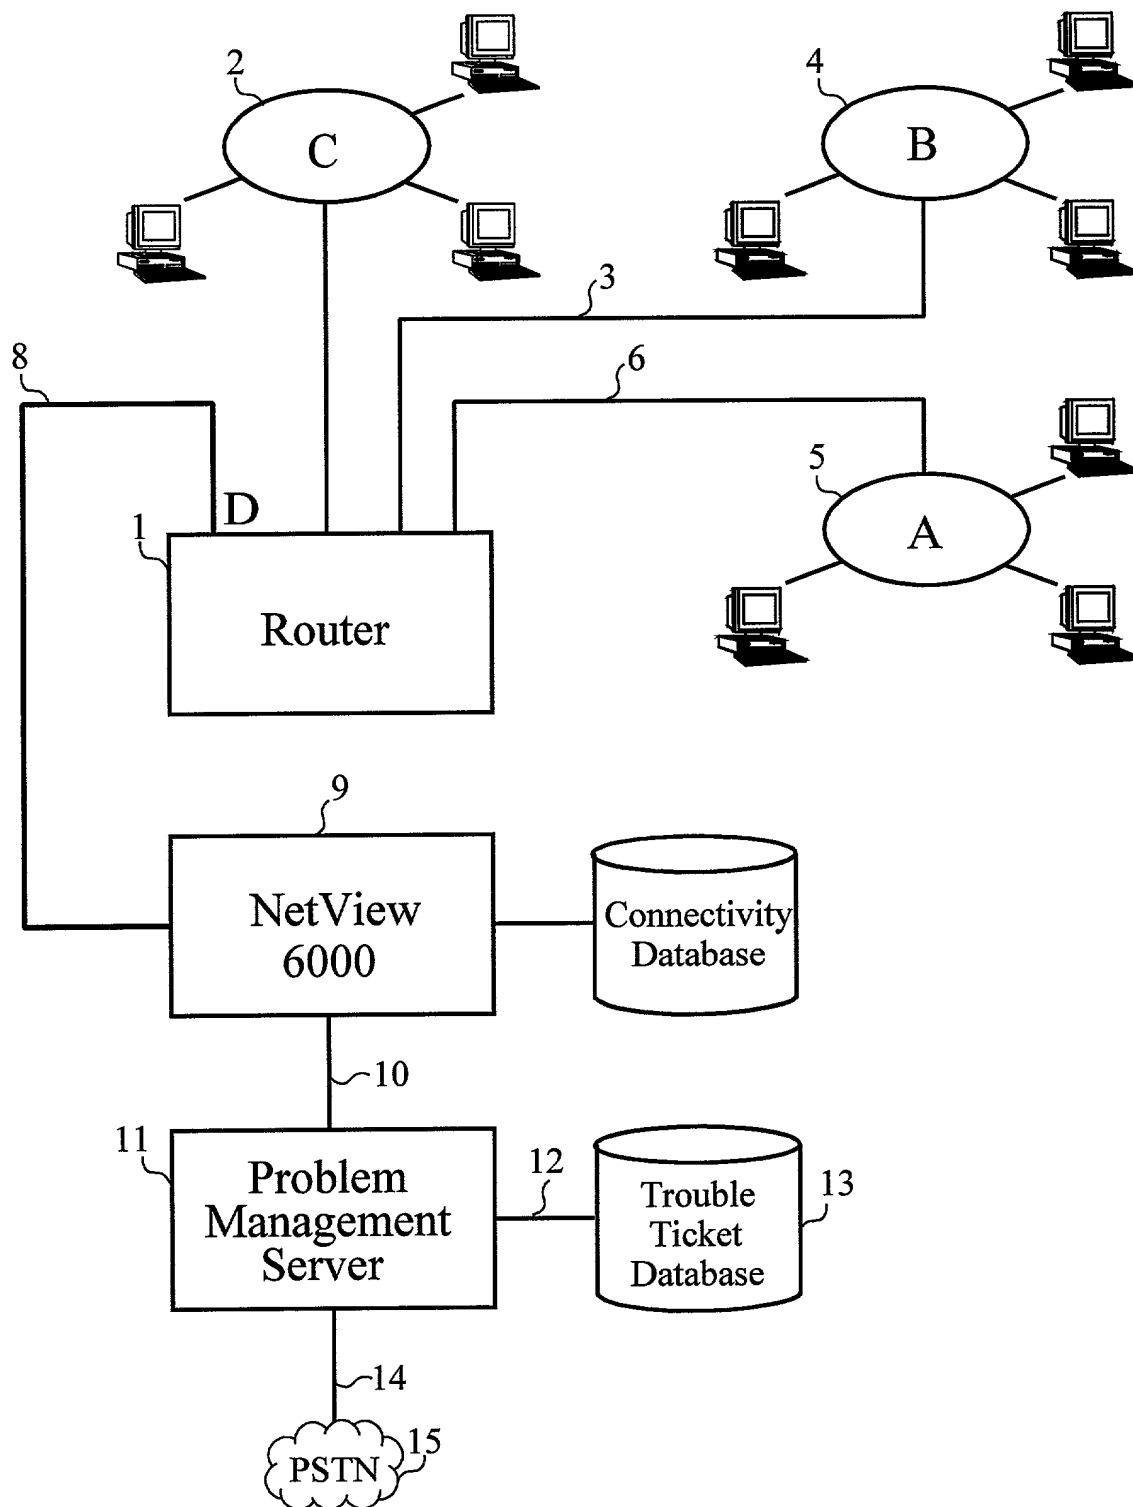 2
C
4
B
3
8
6
5
A
D
1
Router
9
NetView
6000
Connectivity
Database
10
11
Problem
Management
Server
12
Trouble
Ticket
Database
13
14
PSTN
15